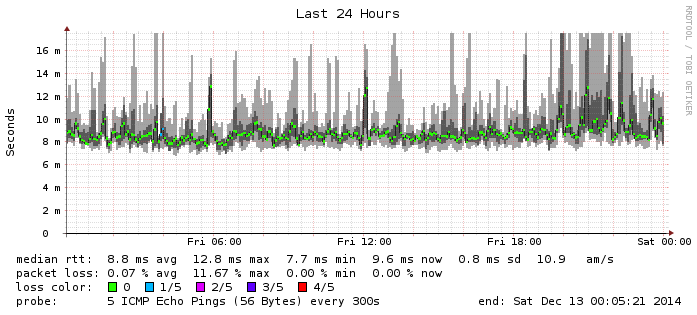 Last 24 Hours
RRDTOOL / TOBI OETIKER
Seconds
16 m
14 m
12 m
10 m
8 m
6 m
4 m
2 m
0
Fri 06:00 Fri 12:00 Fri 18:00 Sat 00:00
median rtt: 8.8 ms avg 12.8 ms max 7.7 ms min 9.6 ms now 0.8 ms sd 10.9 am/s
packet loss: 0.07 % avg 11.67 % max 0.00 % min 0.00 % now
loss color: 0 1/5 2/5 3/5 4/5
probe: 5 ICMP Echo Pings (56 Bytes) every 300s end: Sat Dec 13 00:05:21 2014